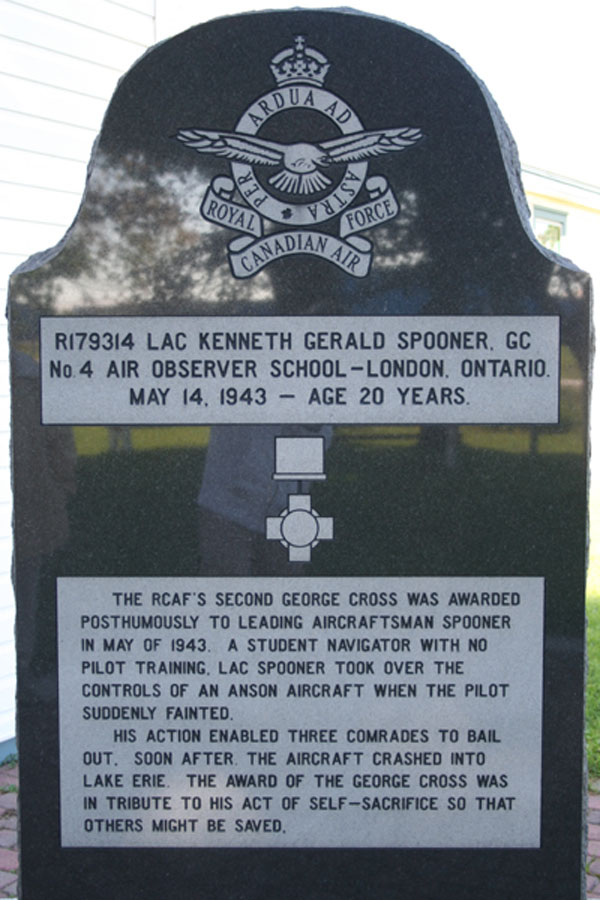 ARDUA AD
PER ASTRA
ROYAL FORCE
CANADIAN AIR
R179314 LAC KENNETH GERALD SPOONER, GC
No. 4 AIR OBSERVER SCHOOL-LONDON, ONTARIO.
MAY 14, 1943 - AGE 20 YEARS.
THE RCAF'S SECOND GEORGE CROSS WAS AWARDED
POSTHUMOUSLY TO LEADING AIRCRAFTSMAN SPOONER
IN MAY OF 1943. A STUDENT NAVIGATOR WITH NO
PILOT TRAINING, LAC SPOONER TOOK OVER THE
CONTROLS OF AN ANSON AIRCRAFT WHEN THE PILOT
SUDDENLY FAINTED.
HIS ACTION ENABLED THREE COMRADES TO BAIL
OUT. SOON AFTER, THE AIRCRAFT CRASHED INTO
LAKE ERIE. THE AWARD OF THE GEORGE CROSS WAS
IN TRIBUTE TO HIS ACT OF SELF-SACRIFICE SO THAT
OTHERS MIGHT BE SAVED.